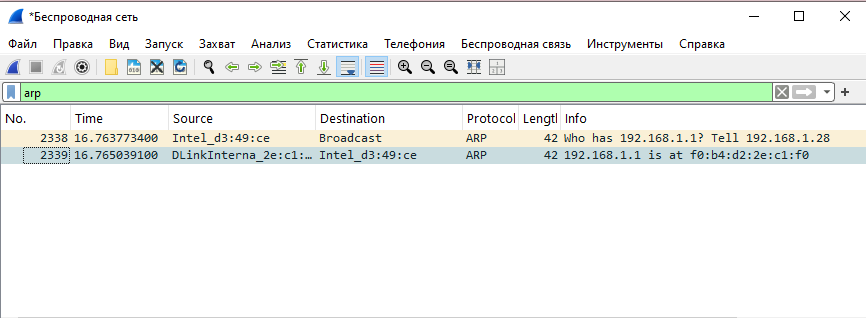 *Беспроводная сеть
Файл Правка Вид Запуск Захват Анализ Статистика Телефония Беспроводная связь Инструменты Справка
arp
No. Time Source Destination Protocol Lengtl Info
2338 16.763773400 Intel_d3:49:ce Broadcast ARP 42 Who has 192.168.1.1? Tell 192.168.1.28
2339 16.765039100 DLinkInterna_2e:c1:… Intel_d3:49:ce ARP 42 192.168.1.1 is at f0:b4:d2:2e:c1:f0